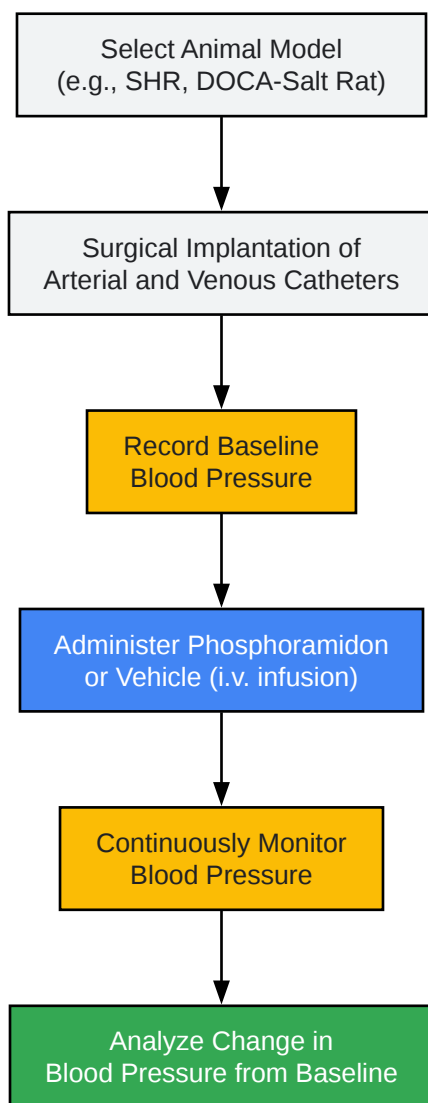 Select Animal Model
(e.g., SHR, DOCA-Salt Rat)
Surgical Implantation of
Arterial and Venous Catheters
Record Baseline
Blood Pressure
Administer Phosphoramidon
or Vehicle (i.v. infusion)
Continuously Monitor
Blood Pressure
Analyze Change in
Blood Pressure from Baseline